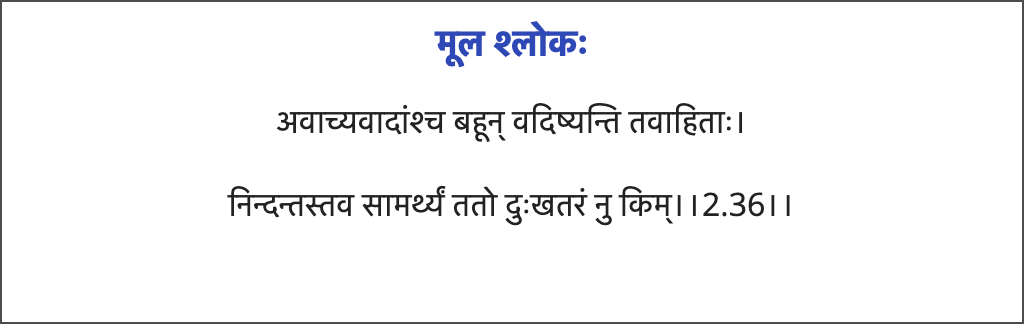 मूल श्लोकः
अवाच्यवादांश्च बहून् वदिष्यन्ति तवाहिताः।
निन्दन्तस्तव सामर्थ्यं ततो दुःखतरं नु किम्।।2.36।।